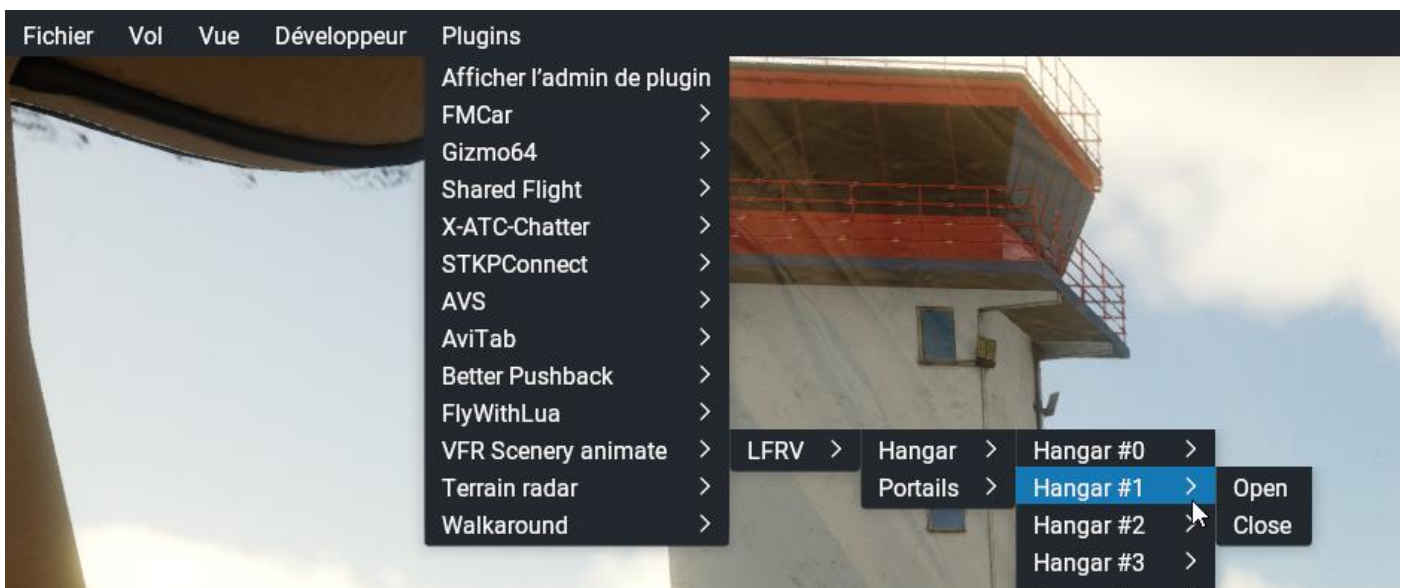 Fichier Vol Vue Développeur Plugins
Afficher l'admin de plugin
FMCar
Gizmo64
Shared Flight
X-ATC-Chatter
STKPConnect
AVS
AviTab
Better Pushback
FlyWithLua
VFR Scenery animate LFRV Hangar Hangar #0
Terrain radar Portails Hangar #1 Open
Walkaround Hangar #2 Close
Hangar #3